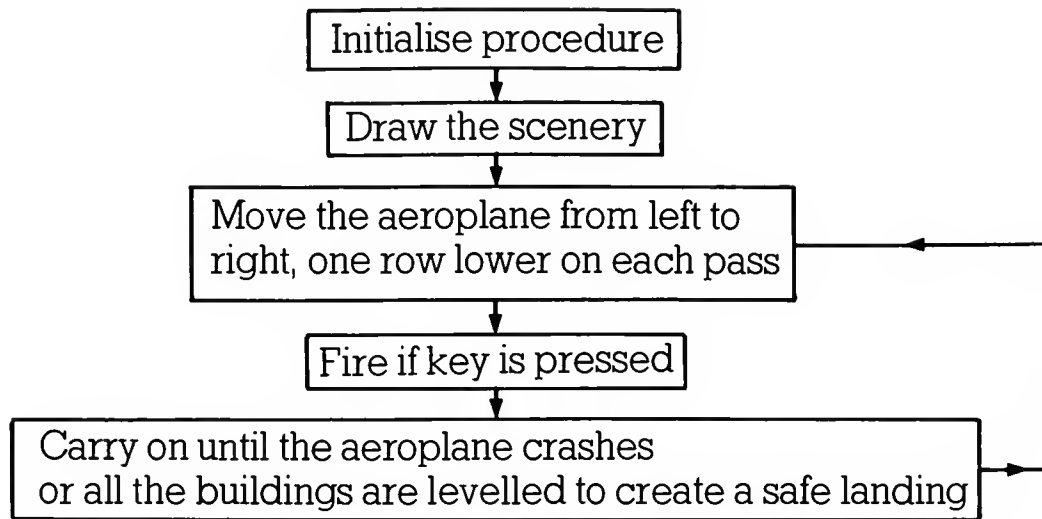 Initialise procedure
Draw the scenery
Move the aeroplane from left to
right, one row lower on each pass
Fire if key is pressed
Carry on until the aeroplane crashes
or all the buildings are levelled to create a safe landing